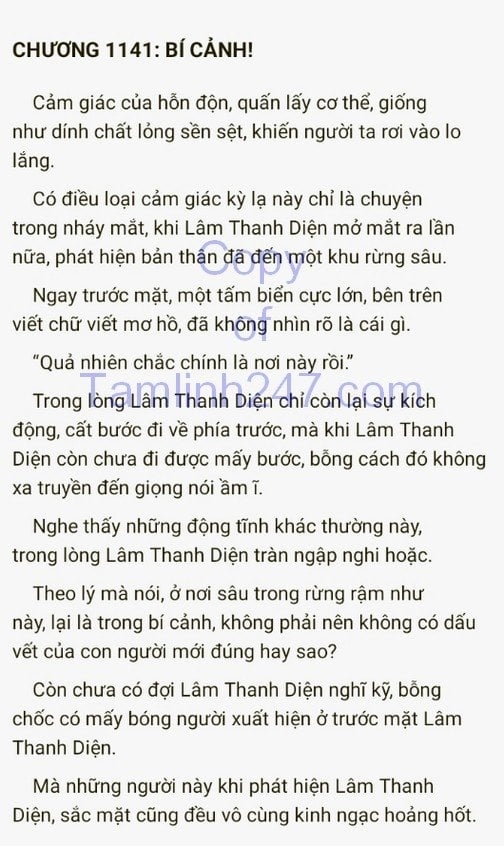 CHƯƠNG 1141: BÍ CẢNH!
Cảm giác của hỗn độn, quấn lấy cơ thể, giống
như dính chất lỏng sền sệt, khiến người ta rơi vào lo
lắng.
Có điều loại cảm giác kỳ lạ này chỉ là chuyện
trong nháy mắt, khi Lâm Thanh Diện mở mắt ra lần
nữa, phát hiện bản thân đã đến một khu rừng sâu.
Copy
Ngay trước mặt, một tấm biển cực lớn, bên trên
viết chữ viết mơ hồ, đã không nhìn rõ là cái gì.
of
“Quả nhiên chắc chính là nơi này rồi.”
Tamlinh247.com
Trong lòng Lâm Thanh Diện chỉ còn lại sự kích
động, cất bước đi về phía trước, mà khi Lâm Thanh
Diện còn chưa đi được mấy bước, bỗng cách đó không
xa truyền đến giọng nói ầm ĩ.
Nghe thấy những động tĩnh khác thường này,
trong lòng Lâm Thanh Diện tràn ngập nghi hoặc.
Theo lý mà nói, ở nơi sâu trong rừng rậm như
này, lại là trong bí cảnh, không phải nên không có dấu
vết của con người mới đúng hay sao?
Còn chưa có đợi Lâm Thanh Diện nghĩ kỹ, bỗng
chốc có mấy bóng người xuất hiện ở trước mặt Lâm
Thanh Diện.
Mà những người này khi phát hiện Lâm Thanh
Diện, sắc mặt cũng đều vô cùng kinh ngạc hoảng hốt.